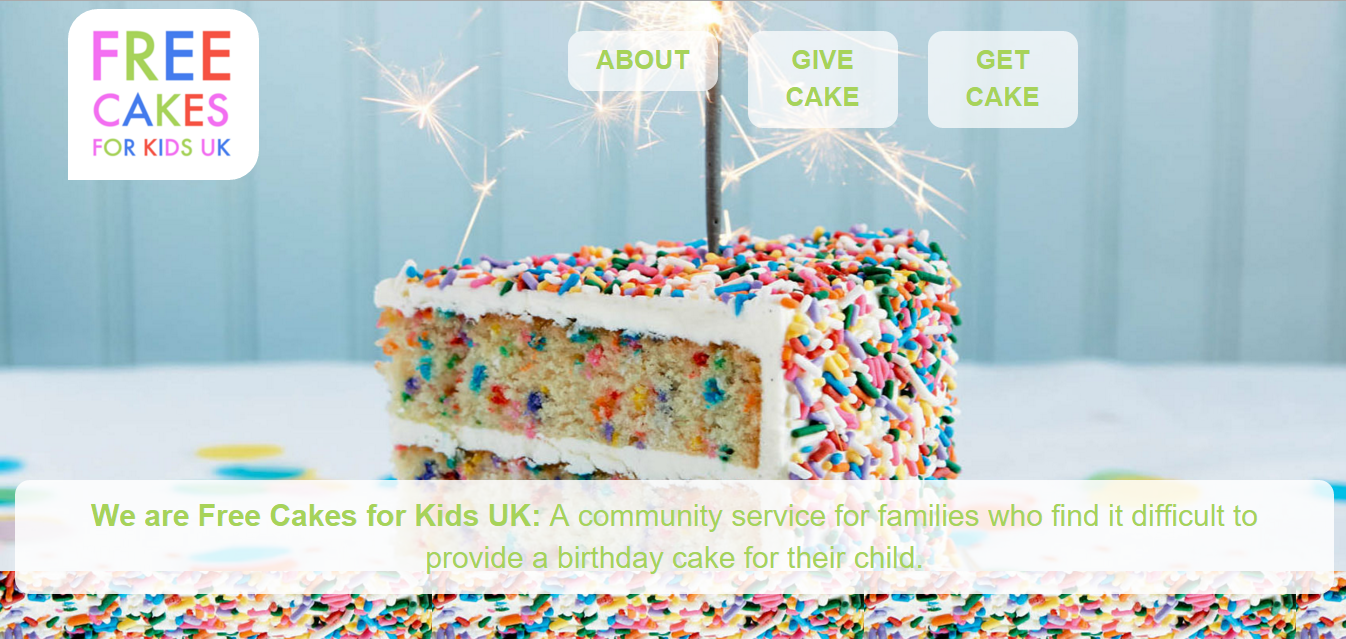 FREE
CAKES
FOR KIDS UK
ABOUT
GIVE
CAKE
GET
CAKE
We are Free Cakes for Kids UK: A community service for families who find it difficult to
provide a birthday cake for their child.